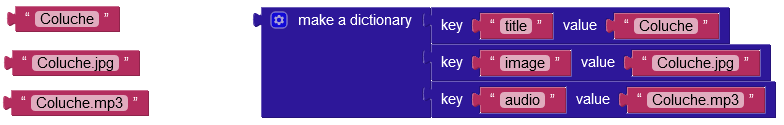 “ Coluche ”
“ Coluche.jpg ”
“ Coluche.mp3 ”
make a dictionary
key “ title ” value “ Coluche ”
key “ image ” value “ Coluche.jpg ”
key “ audio ” value “ Coluche.mp3 ”